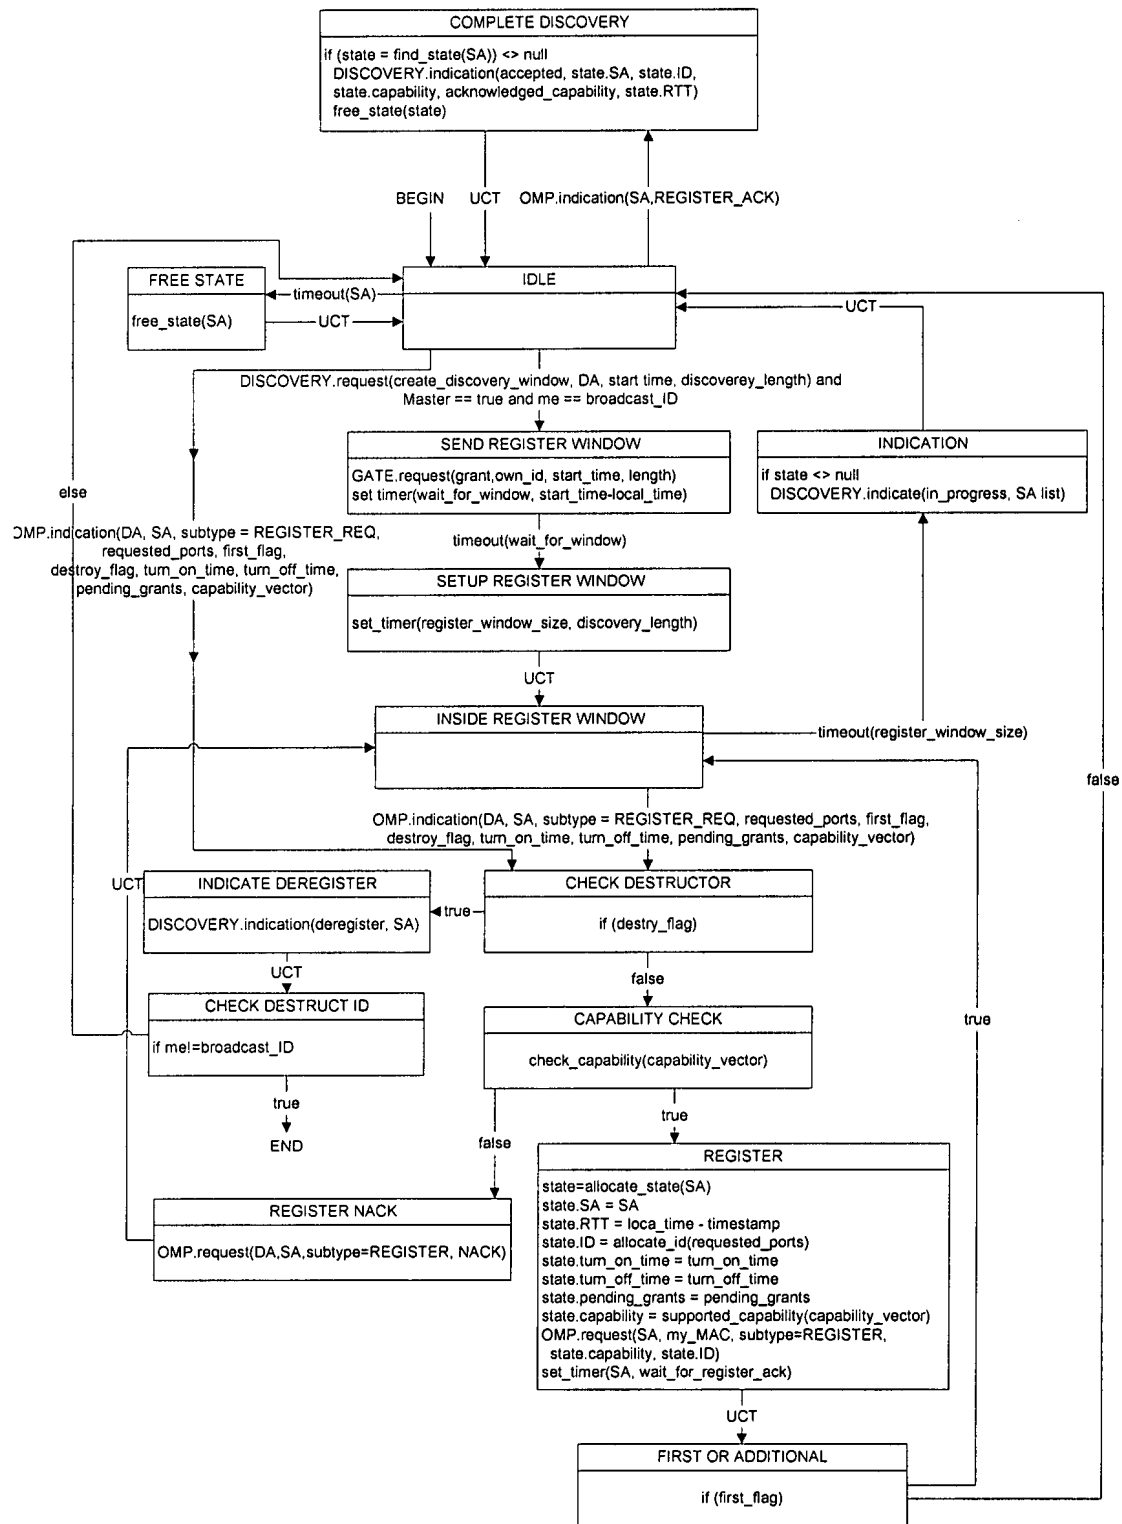 COMPLETE DISCOVERY
if (state = find_state(SA)) <> null
DISCOVERY.indication(accepted, state.SA, state.ID,
state.capability, acknowledged_capability, state.RTT)
free_state(state)
BEGIN
UCT
OMP.indication(SA,REGISTER_ACK)
FREE STATE
free_state(SA)
timeout(SA)
UCT
IDLE
UCT
DISCOVERY.request(create_discovery_window, DA, start time, discoverey_length) and
Master == true and me == broadcast_ID
SEND REGISTER WINDOW
GATE.request(grant,own_id, start_time, length)
set timer(wait_for_window, start_time-local_time)
INDICATION
if state <> null
DISCOVERY.indicate(in_progress, SA list)
else
OMP.indication(DA, SA, subtype = REGISTER_REQ,
requested_ports, first_flag,
destroy_flag, turn_on_time, turn_off_time,
pending_grants, capability_vector)
timeout(wait_for_window)
SETUP REGISTER WINDOW
set_timer(register_window_size, discovery_length)
UCT
INSIDE REGISTER WINDOW
timeout(register_window_size)
false
OMP.indication(DA, SA, subtype = REGISTER_REQ, requested_ports, first_flag,
destroy_flag, turn_on_time, turn_off_time, pending_grants, capability_vector)
UCT
INDICATE DEREGISTER
DISCOVERY.indication(deregister, SA)
true
CHECK DESTRUCTOR
if (destry_flag)
UCT
false
CHECK DESTRUCT ID
if me!=broadcast_ID
CAPABILITY CHECK
check_capability(capability_vector)
true
true
END
false
true
REGISTER NACK
OMP.request(DA,SA,subtype=REGISTER, NACK)
REGISTER
state=allocate_state(SA)
state.SA = SA
state.RTT = loca_time - timestamp
state.ID = allocate_id(requested_ports)
state.turn_on_time = turn_on_time
state.turn_off_time = turn_off_time
state.pending_grants = pending_grants
state.capability = supported_capability(capability_vector)
OMP.request(SA, my_MAC, subtype=REGISTER,
state.capability, state.ID)
set_timer(SA, wait_for_register_ack)
UCT
FIRST OR ADDITIONAL
if (first_flag)